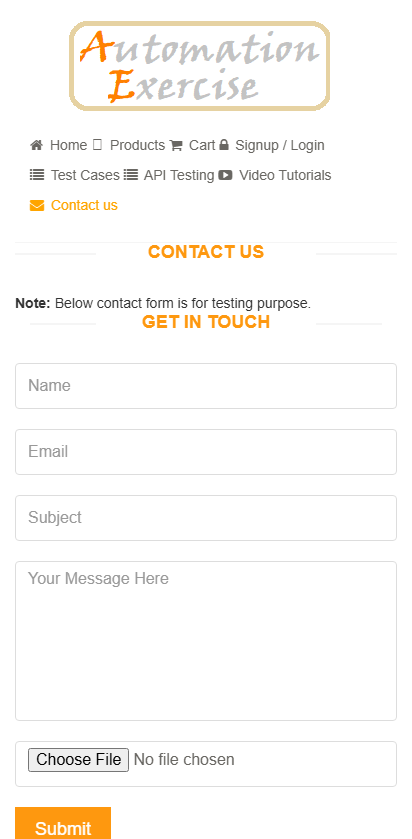 Automation
Exercise
Home Products Cart Signup / Login
Test Cases API Testing Video Tutorials
Contact us
CONTACT US
Note: Below contact form is for testing purpose.
GET IN TOUCH
Name
Email
Subject
Your Message Here
Choose File No file chosen
Submit